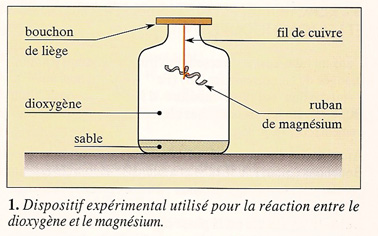 bouchon
de liège
fil de cuivre
dioxygène
ruban
de magnésium
sable
1. Dispositif expérimental utilisé pour la réaction entre le
dioxygène et le magnésium.